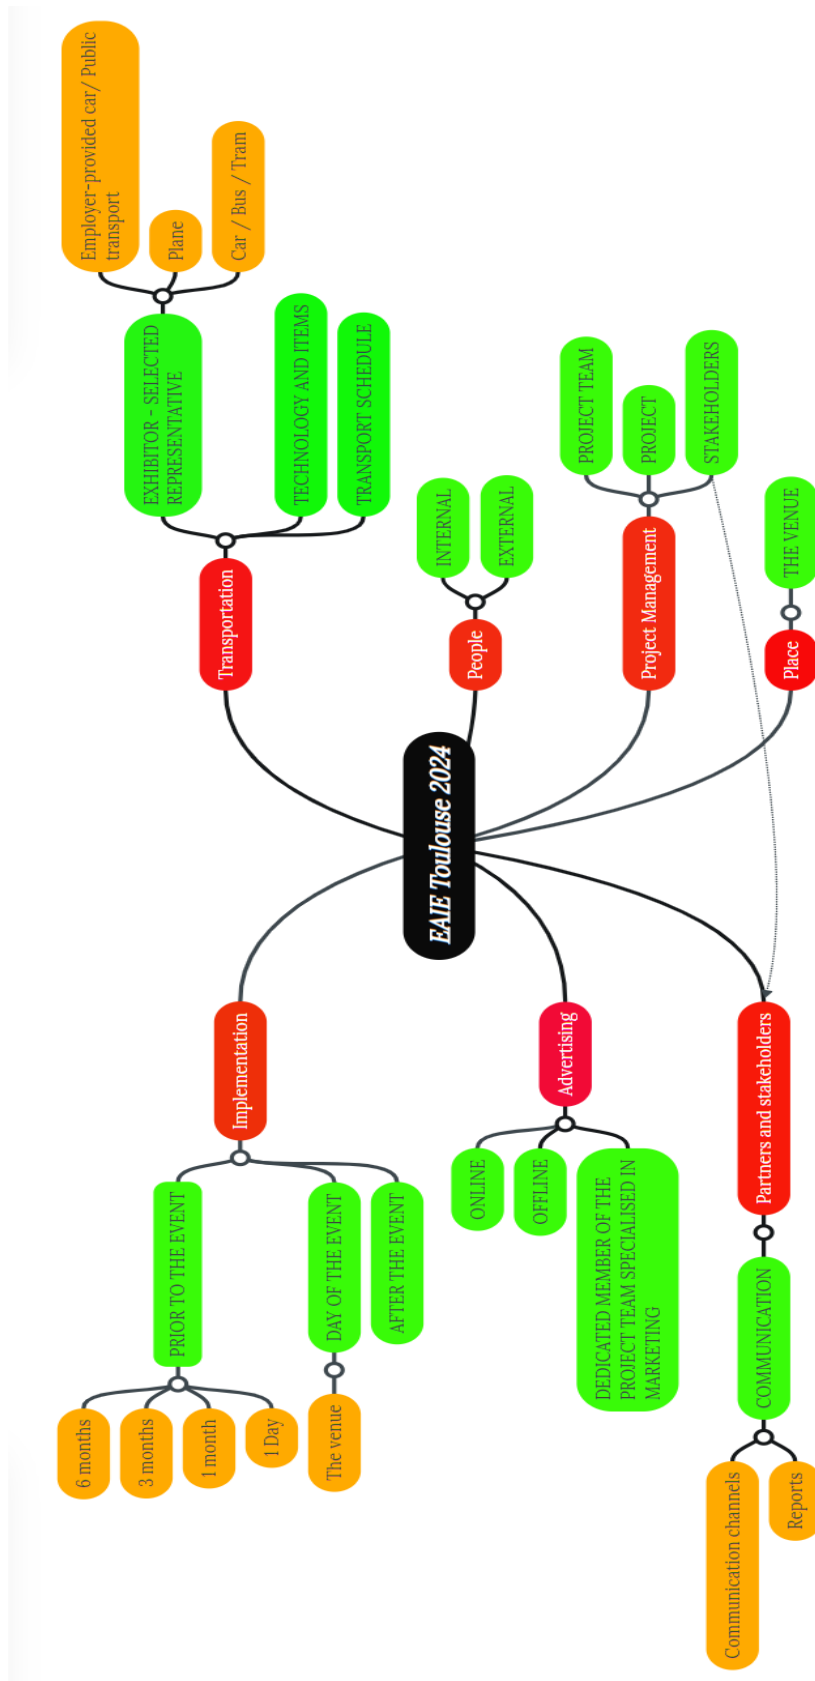 EAIE Toulouse 2024
Implementation
PRIOR TO THE EVENT
6 months
3 months
1 month
1 Day
DAY OF THE EVENT
The venue
AFTER THE EVENT
Advertising
ONLINE
OFFLINE
DEDICATED MEMBER OF THE
PROJECT TEAM SPECIALISED IN
MARKETING
Partners and stakeholders
COMMUNICATION
Communication channels
Reports
Transportation
EXHIBITOR - SELECTED
REPRESENTATIVE
Employer-provided car/ Public
transport
Plane
Car / Bus / Tram
TECHNOLOGY AND ITEMS
TRANSPORT SCHEDULE
People
INTERNAL
EXTERNAL
Project Management
PROJECT TEAM
PROJECT
STAKEHOLDERS
Place
THE VENUE